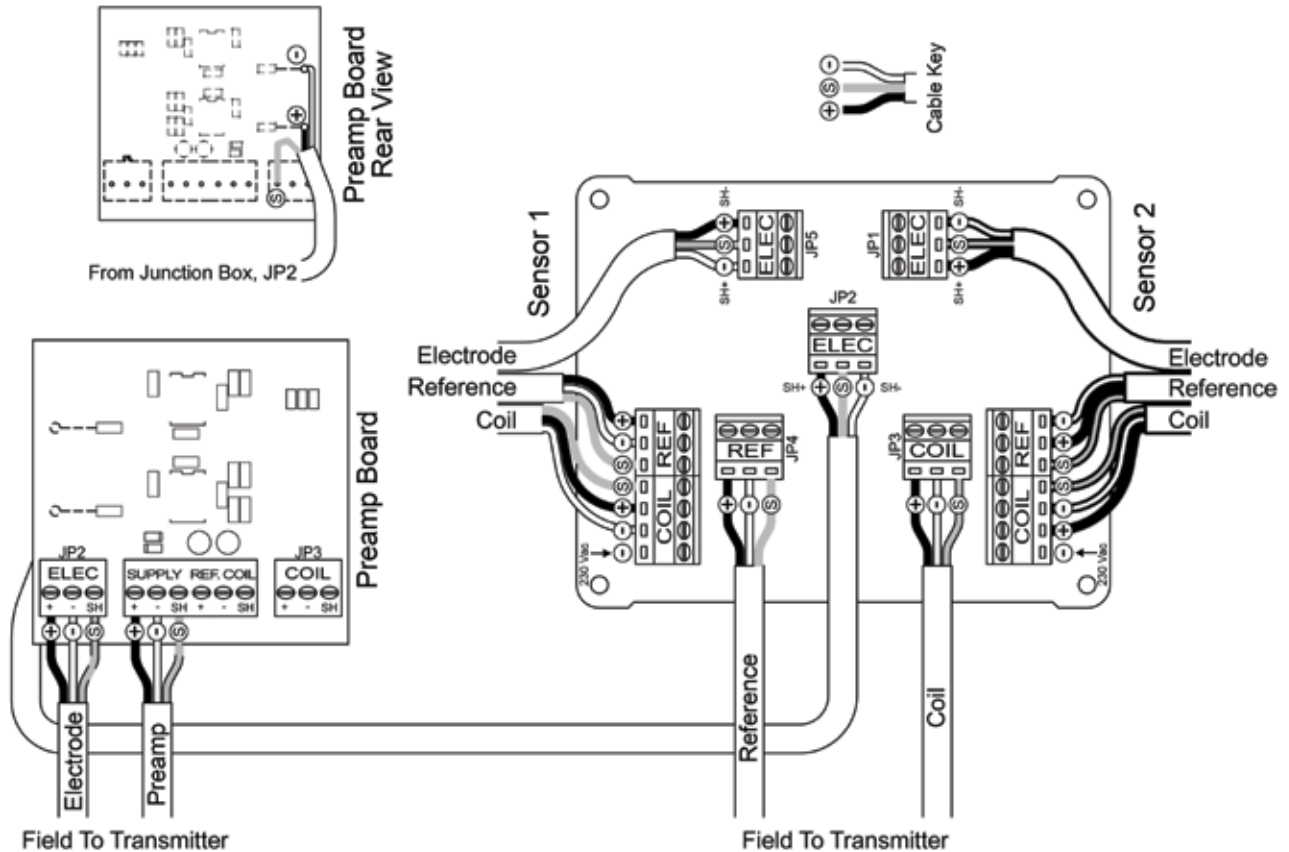 Preamp Board
Rear View
From Junction Box, JP2
-
+
S
-
S
+
Cable Key
Sensor 1
Sensor 2
SH-
+
S
-
SH+
ELEC
JP5
JP1
ELEC
SH-
-
S
+
SH+
JP2
ELEC
SH+
+
S
-
SH-
Electrode
Reference
Coil
Electrode
Reference
Coil
+
-
S
S
+
-
-
REF
COIL
230 Vac
REF
JP4
+
-
S
JP3
COIL
+
-
S
REF
COIL
-
+
S
S
-
+
-
230 Vac
Preamp Board
JP2
ELEC
+ - SH
SUPPLY REF. COIL
+ - SH + - SH
JP3
COIL
+ - SH
+
-
S
+
-
S
Electrode
Preamp
Reference
Coil
Field To Transmitter
Field To Transmitter